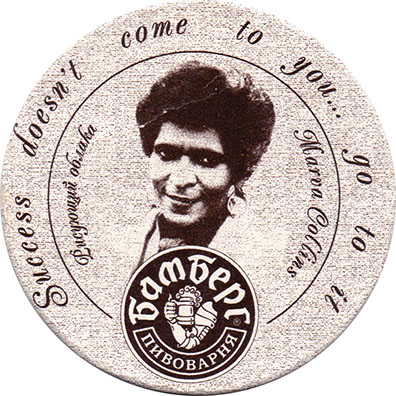 Success doesn't come to you... go to it
Рисующий облака
Marva Collins
Бамберг
®
ПИВОВАРНЯ